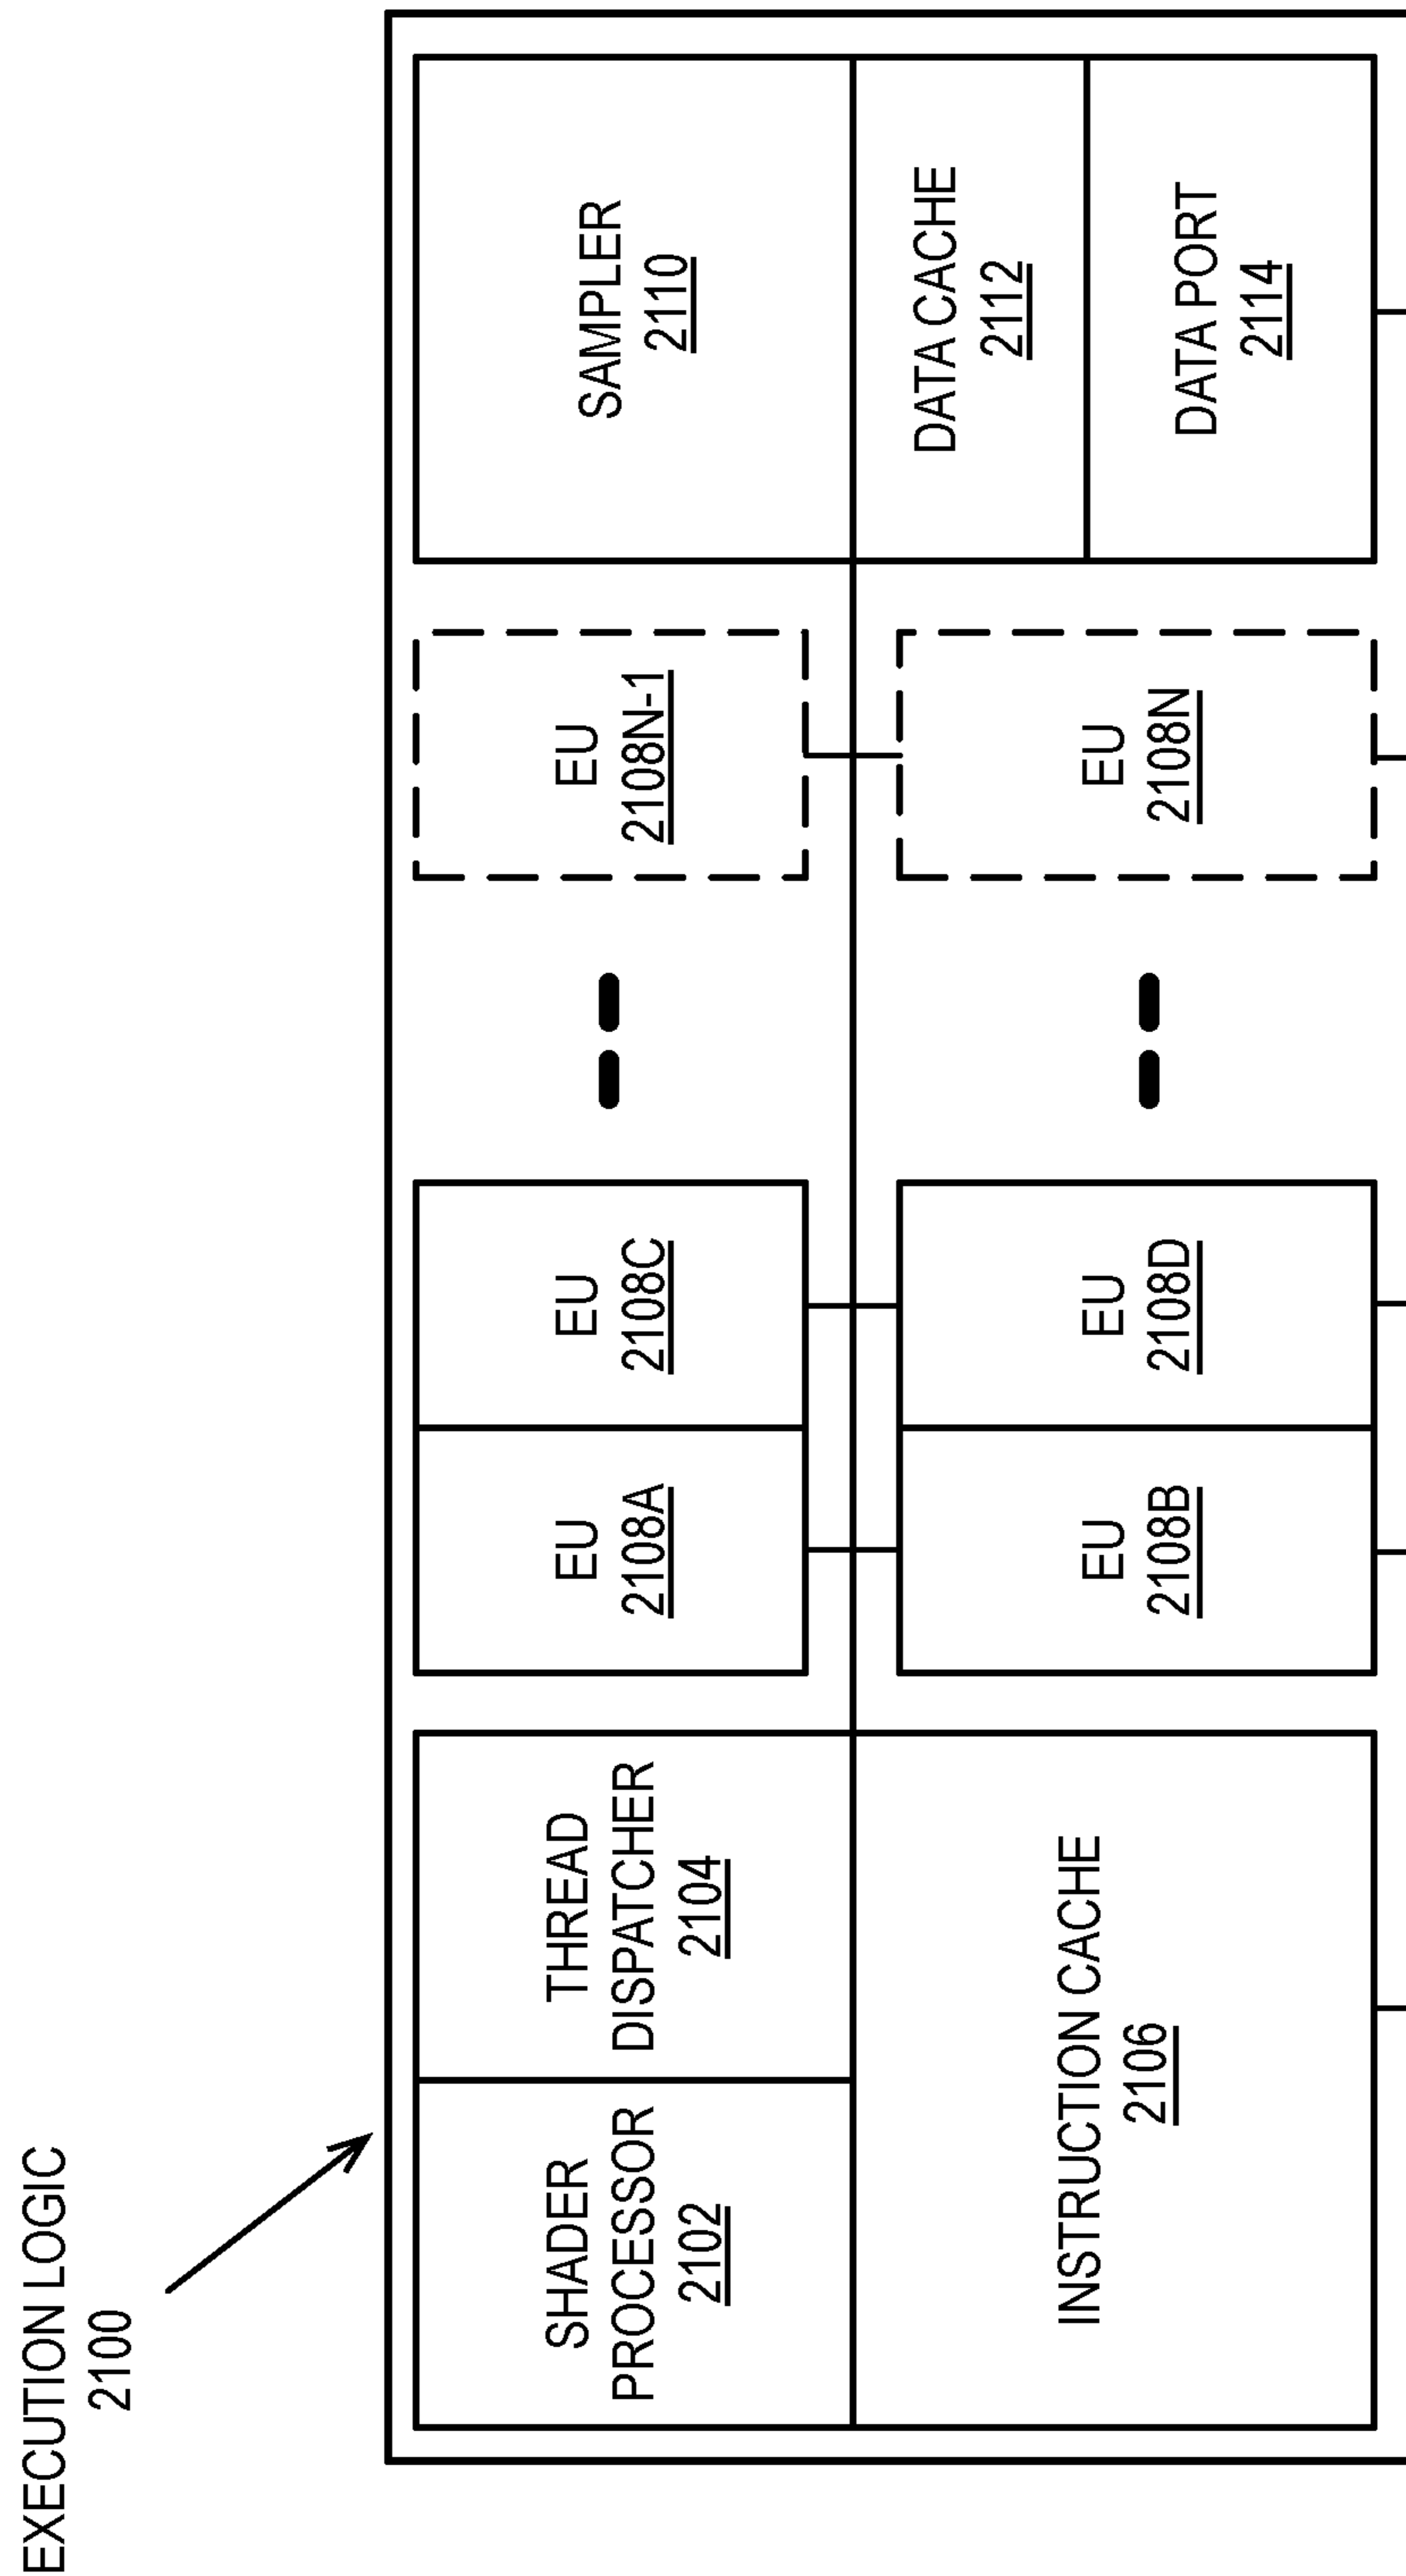 EXECUTION LOGIC
2100
SHADER
PROCESSOR
2102
THREAD
DISPATCHER
2104
EU
2108A
EU
2108C
EU
2108N-1
SAMPLER
2110
INSTRUCTION CACHE
2106
EU
2108B
EU
2108D
EU
2108N
DATA CACHE
2112
DATA PORT
2114